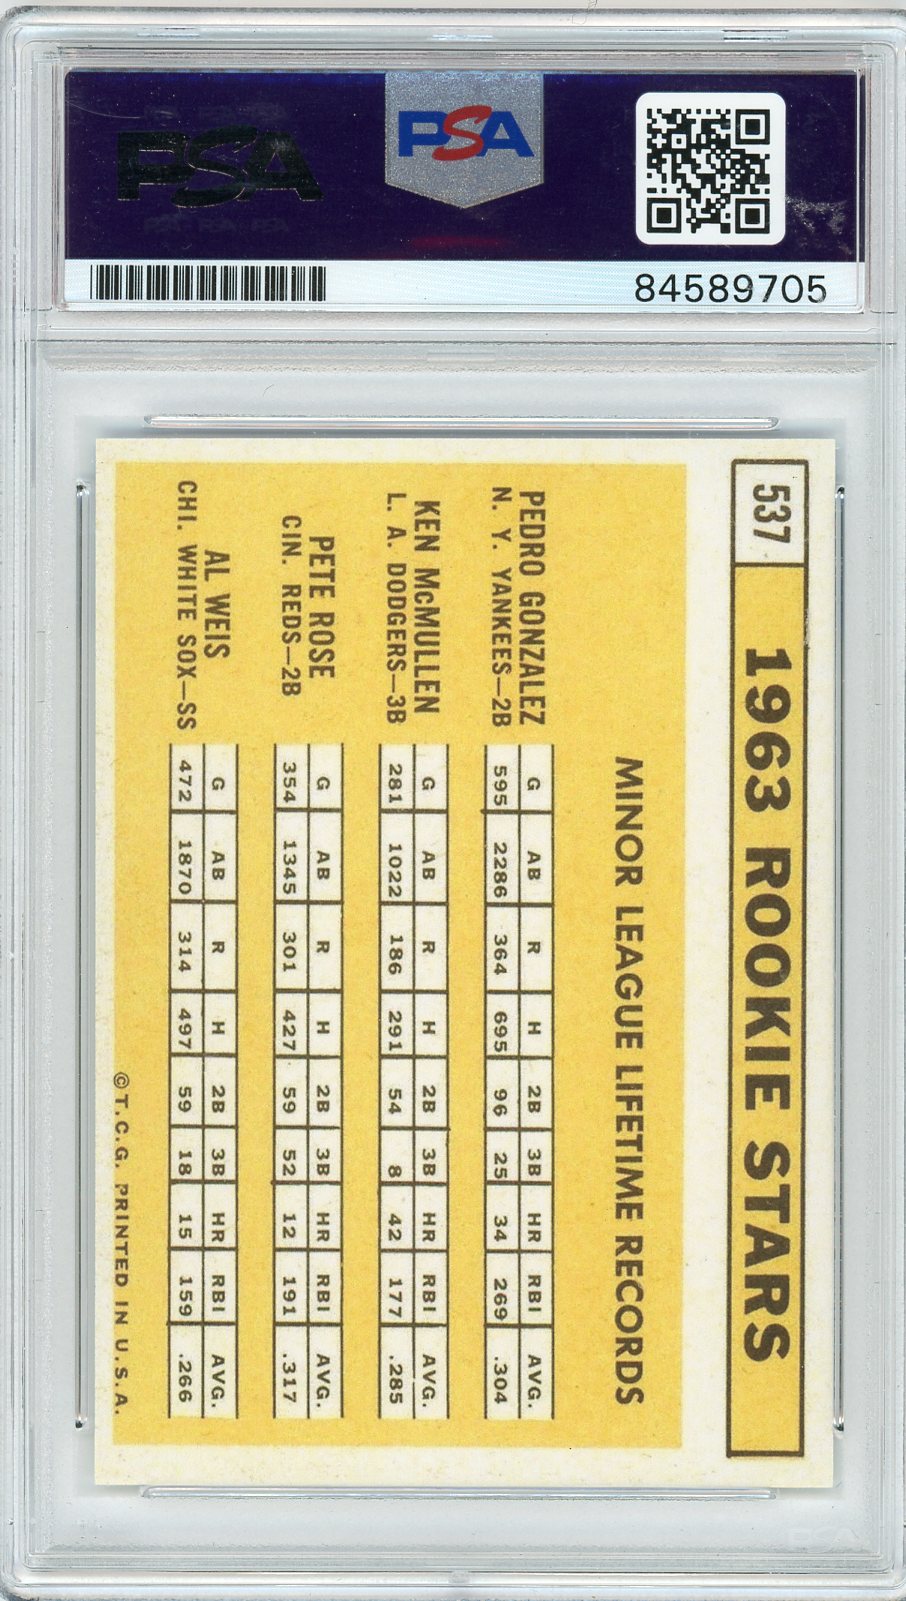 PSA
PSA
84589705
537
1963 ROOKIE STARS
MINOR LEAGUE LIFETIME RECORDS
PEDRO GONZALEZ
N. Y. YANKEES—2B
G AB R H 2B 3B HR RBI AVG.
595 2286 364 695 96 25 34 269 .304
KEN McMULLEN
L. A. DODGERS—3B
G AB R H 2B 3B HR RBI AVG.
281 1022 186 291 54 8 42 177 .285
PETE ROSE
CIN. REDS—2B
G AB R H 2B 3B HR RBI AVG.
354 1345 301 427 59 52 12 191 .317
AL WEIS
CHI. WHITE SOX—SS
G AB R H 2B 3B HR RBI AVG.
472 1870 314 497 59 18 15 159 .266
©T.C.G. PRINTED IN U.S.A.